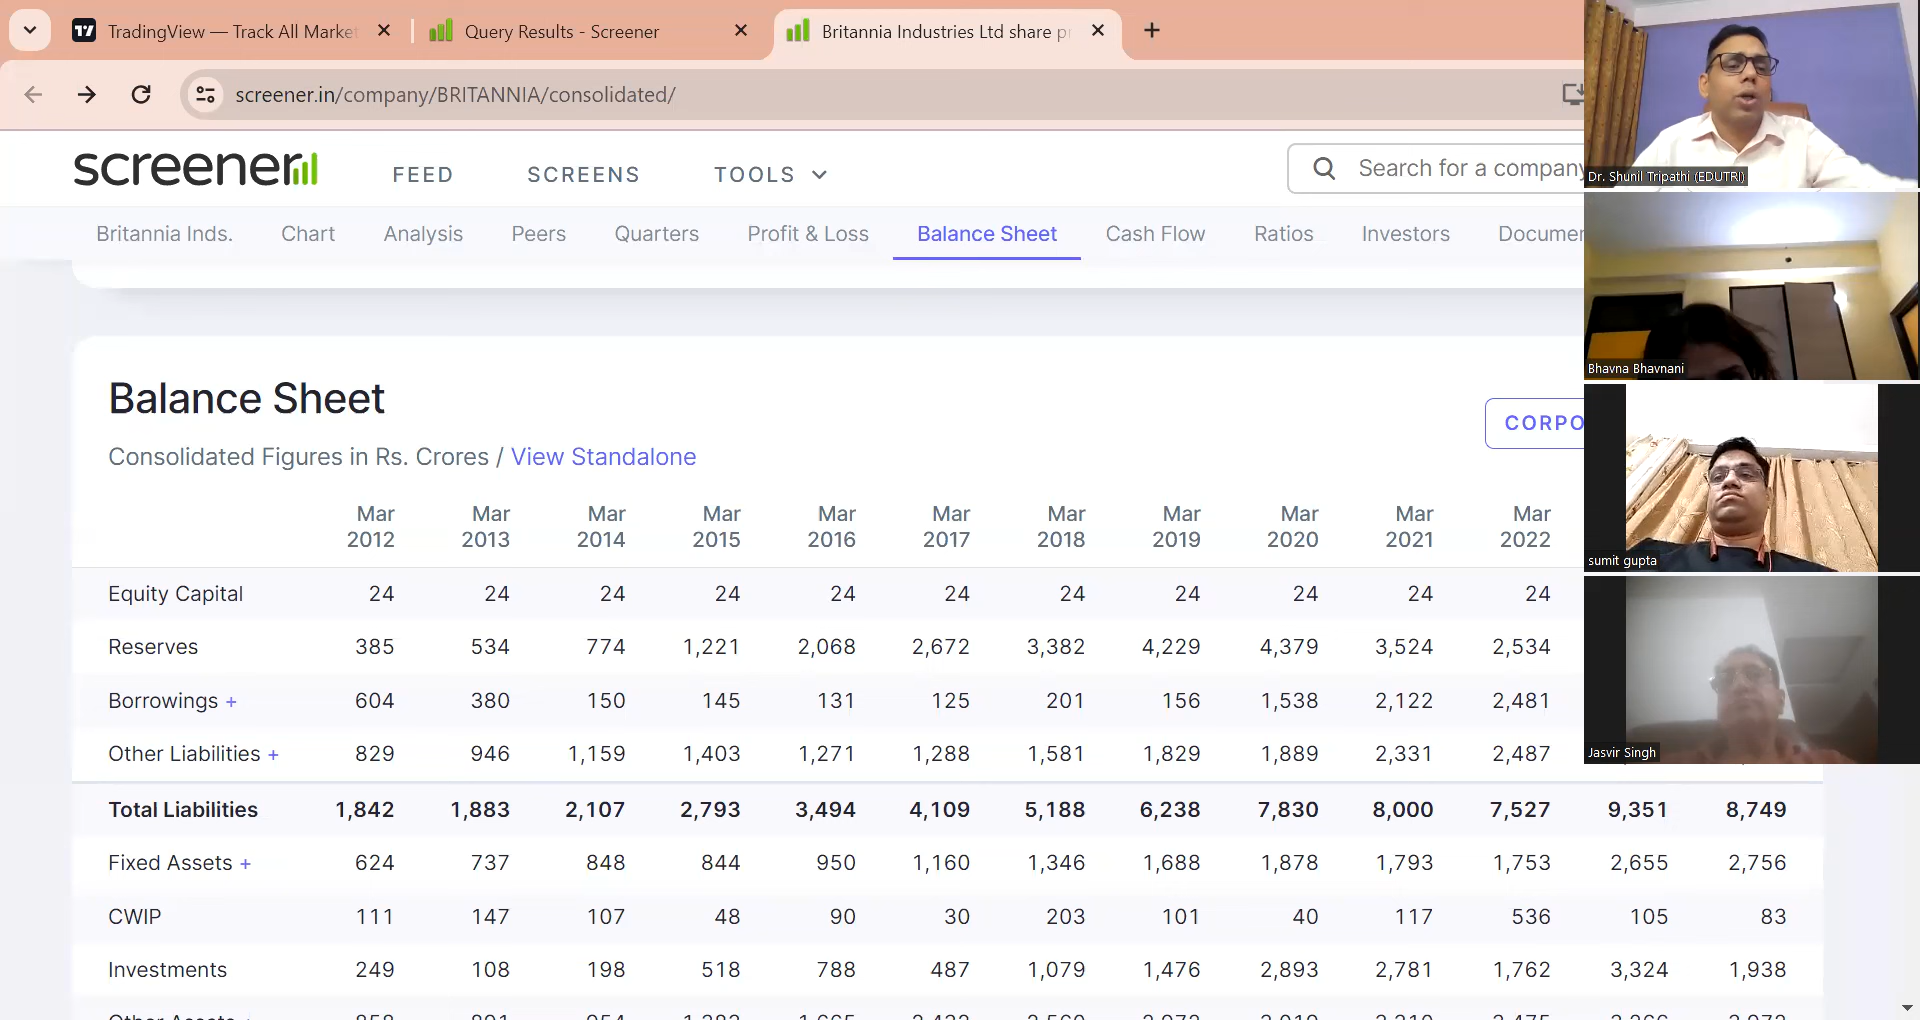 TradingView — Track All Market
Query Results - Screener
Britannia Industries Ltd share pr
screener.in/company/BRITANNIA/consolidated/
screener
FEED
SCREENS
TOOLS
Search for a company
Britannia Inds.
Chart
Analysis
Peers
Quarters
Profit & Loss
Balance Sheet
Cash Flow
Ratios
Investors
Documen
Balance Sheet
CORPO
Consolidated Figures in Rs. Crores / View Standalone
Mar 2012 Mar 2013 Mar 2014 Mar 2015 Mar 2016 Mar 2017 Mar 2018 Mar 2019 Mar 2020 Mar 2021 Mar 2022
Equity Capital 24 24 24 24 24 24 24 24 24 24 24
Reserves 385 534 774 1,221 2,068 2,672 3,382 4,229 4,379 3,524 2,534
Borrowings + 604 380 150 145 131 125 201 156 1,538 2,122 2,481
Other Liabilities + 829 946 1,159 1,403 1,271 1,288 1,581 1,829 1,889 2,331 2,487
Total Liabilities 1,842 1,883 2,107 2,793 3,494 4,109 5,188 6,238 7,830 8,000 7,527 9,351 8,749
Fixed Assets + 624 737 848 844 950 1,160 1,346 1,688 1,878 1,793 1,753 2,655 2,756
CWIP 111 147 107 48 90 30 203 101 40 117 536 105 83
Investments 249 108 198 518 788 487 1,079 1,476 2,893 2,781 1,762 3,324 1,938
Dr. Shunil Tripathi (EDUTRI)
Bhavna Bhavnani
sumit gupta
Jasvir Singh